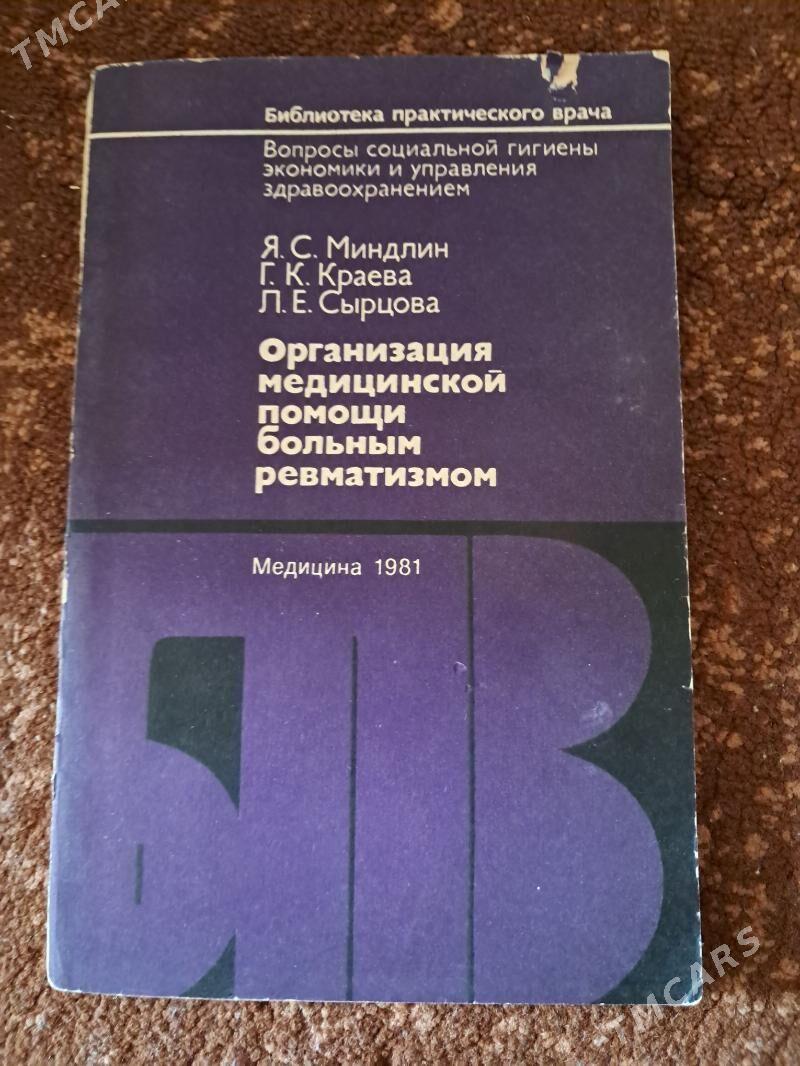 TMCARS
Библиотека практического врача
Вопросы социальной гигиены
экономики и управления
здравоохранением
Я. С. Миндлин
Г. К. Краева
Л. Е. Сырцова
Организация
медицинской
помощи
больным
ревматизмом
Медицина 1981
БПВ
TMCARS